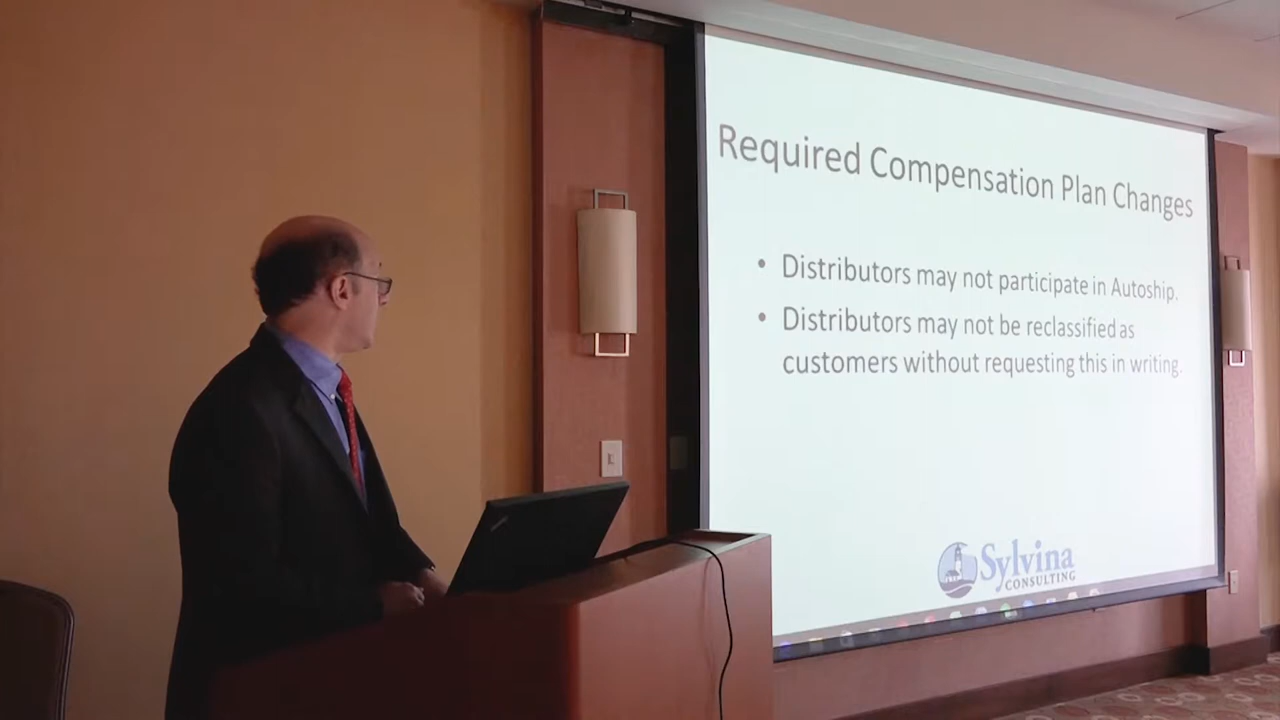 Required Compensation Plan Changes
• Distributors may not participate in Autoship.
• Distributors may not be reclassified as
customers without requesting this in writing.
Sylvina
CONSULTING